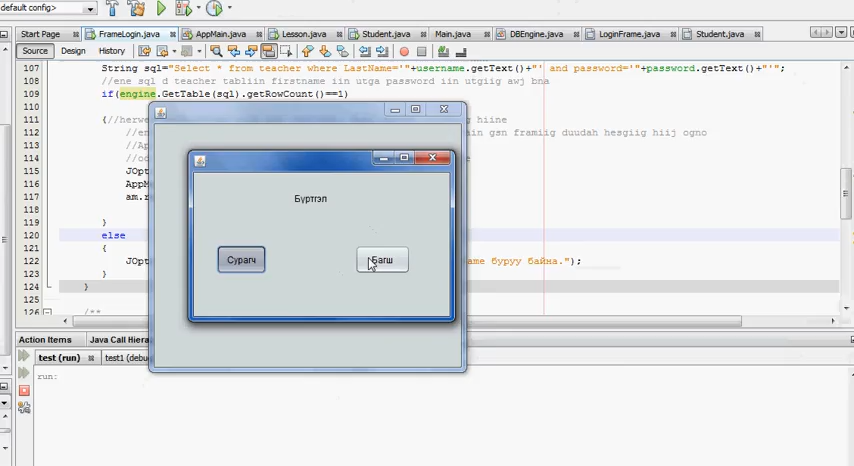 default config>
Start Page FrameLogin.java AppMain.java Lesson.java Student.java Main.java DBEngine.java LoginFrame.java Student.java
Source Design History
107 String sql="Select * from teacher where LastName='"+username.getText()+"' and password='"+password.getText()+"'";
108 //ene sql d teacher tabliin firstname iin utga password iin utgiig awj bna
109 if(engine.GetTable(sql).getRowCount()==1)
110
111 {//herwe hiine
112 //en ain gsn framiig duudah hesgiig hiij ogno
113 //Ap
114 //co e
115 JOpt
116 AppM
117 am.r
118
119 }
120 else
121 {
122 JOpt ame буруу байна.");
123 }
124 }
125
126 /**
Бүртгэл
Сурагч Багш
Action Items Java Call Hiera
test (run) test1 (debu
run: